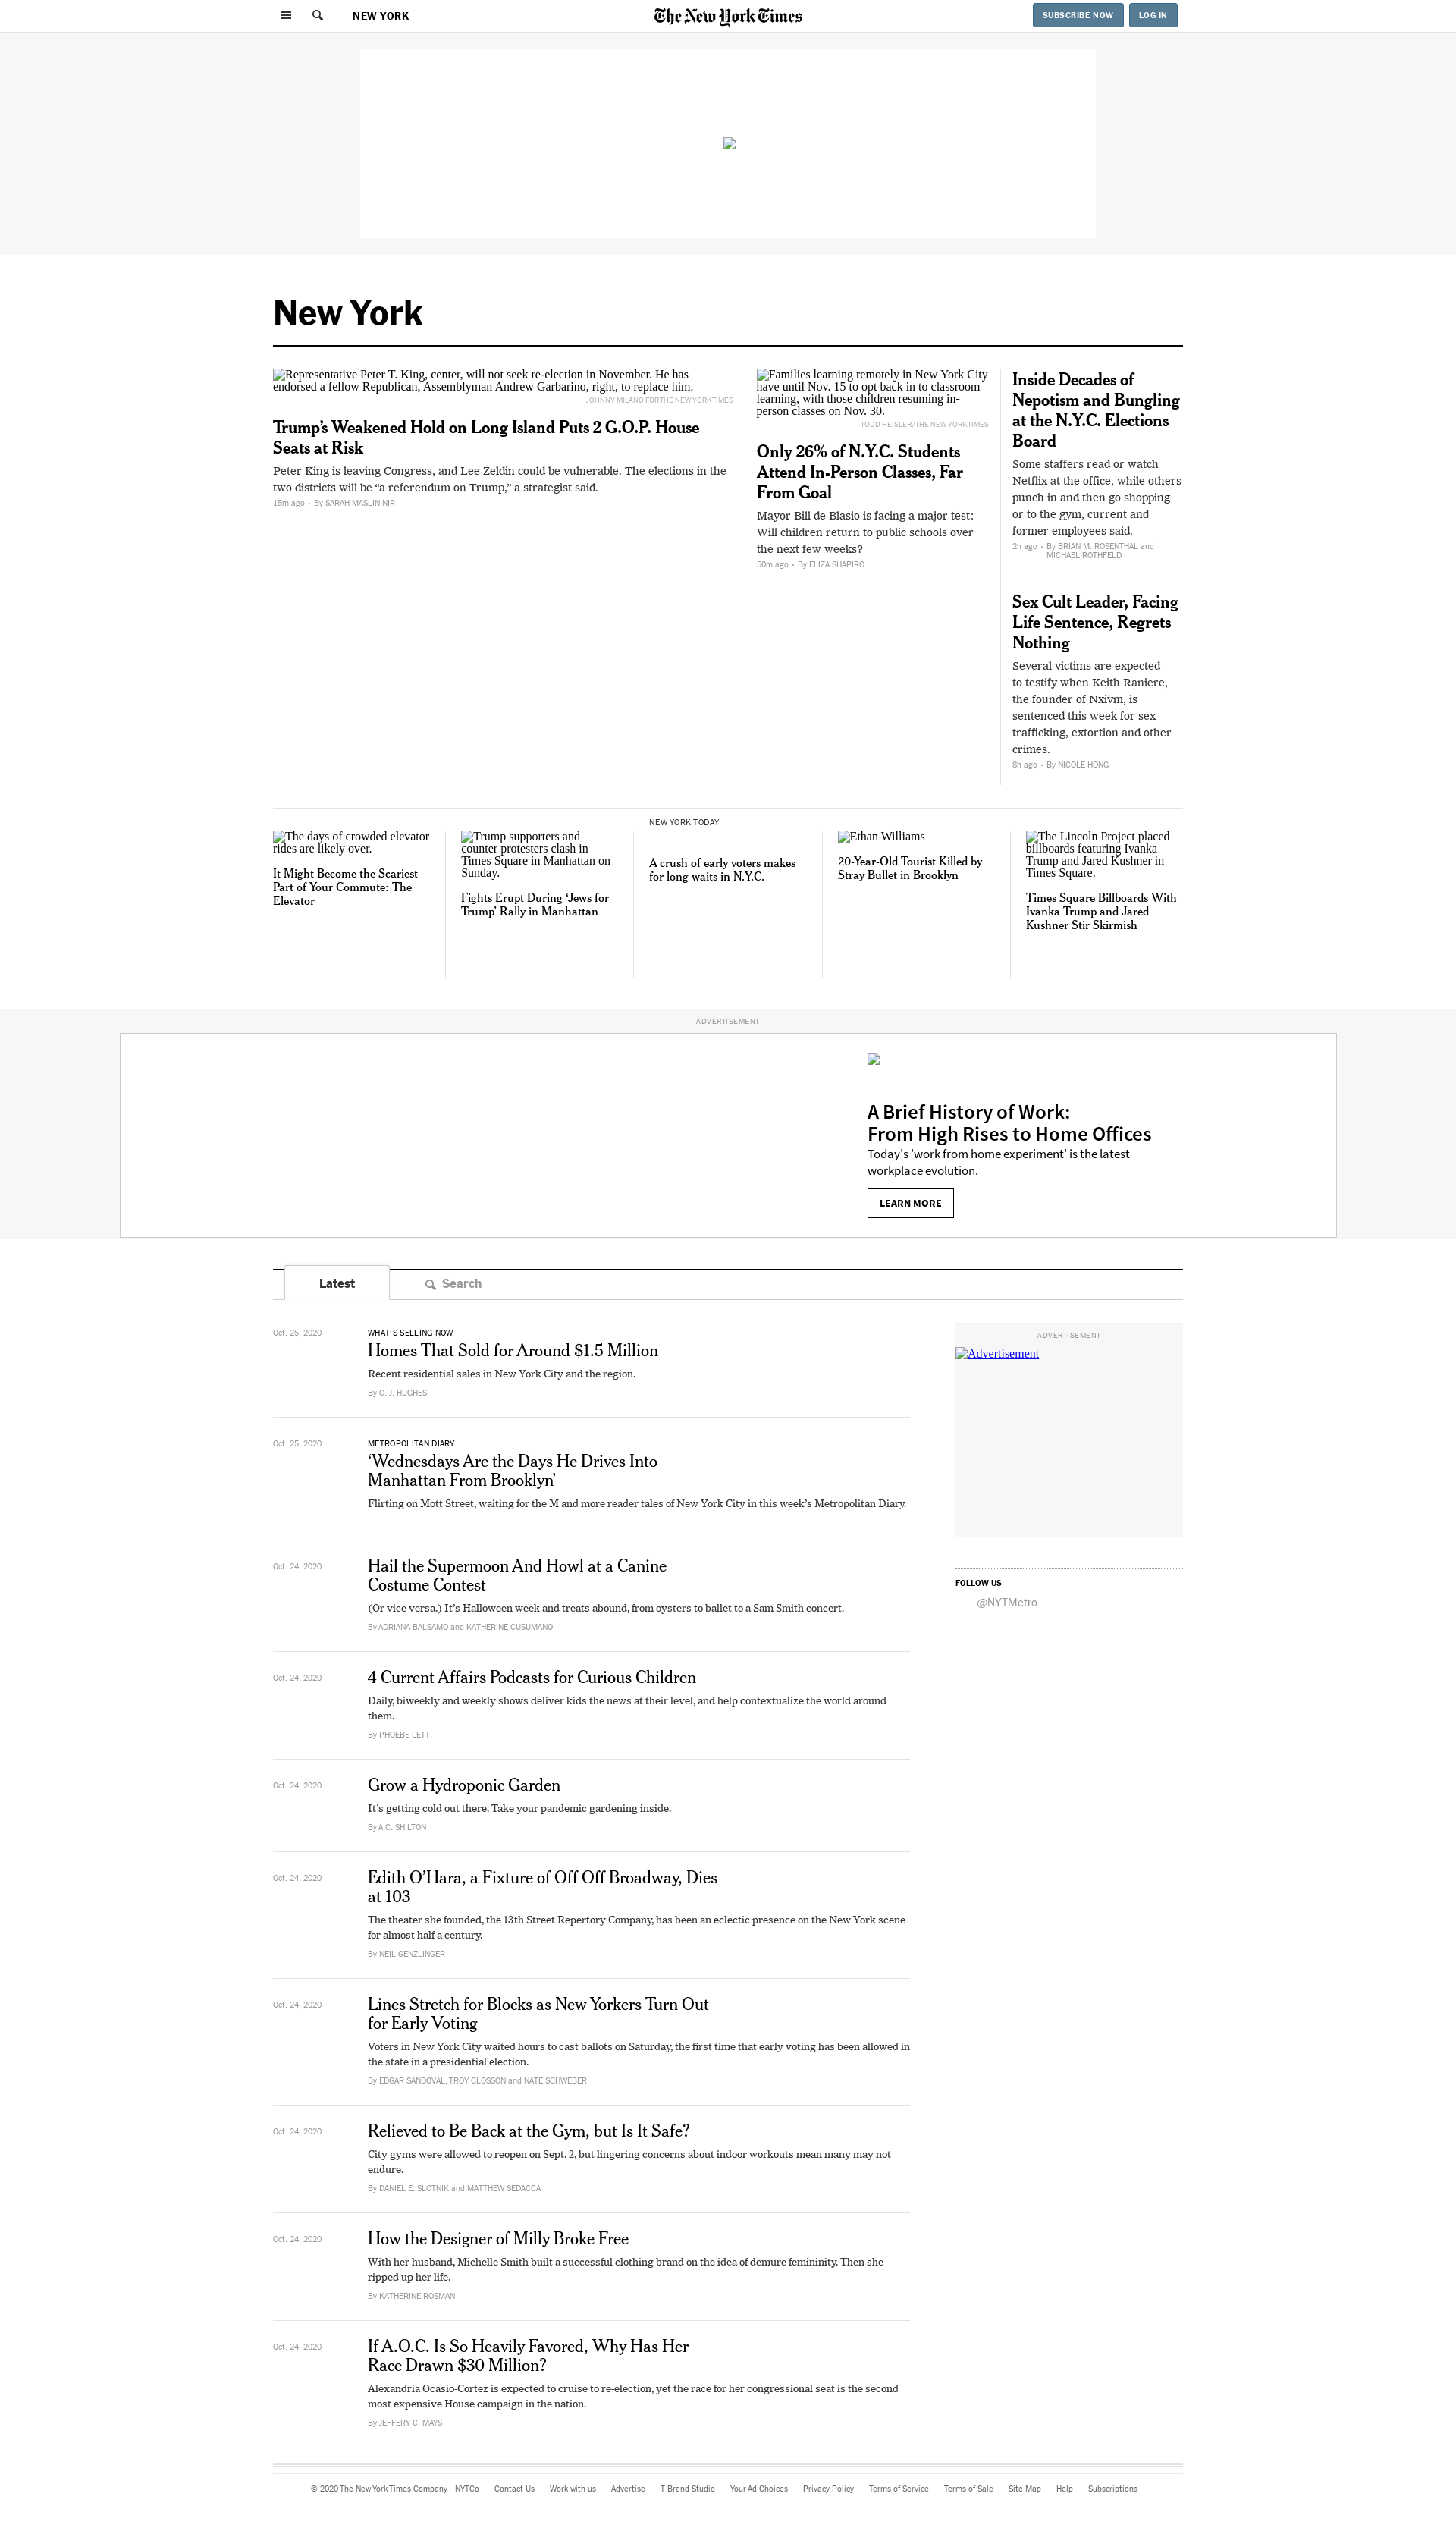 NEW YORK
The New York Times
SUBSCRIBE NOW
LOG IN
New York
Representative Peter T. King, center, will not seek re-election in November. He has
endorsed a fellow Republican, Assemblyman Andrew Garbarino, right, to replace him.
JOHNNY MILANO FOR THE NEW YORK TIMES
Trump’s Weakened Hold on Long Island Puts 2 G.O.P. House
Seats at Risk
Peter King is leaving Congress, and Lee Zeldin could be vulnerable. The elections in the
two districts will be “a referendum on Trump,” a strategist said.
15m ago • By SARAH MASLIN NIR
Families learning remotely in New York City
have until Nov. 15 to opt back in to classroom
learning, with those children resuming in-
person classes on Nov. 30.
TODD HEISLER/THE NEW YORK TIMES
Only 26% of N.Y.C. Students
Attend In-Person Classes, Far
From Goal
Mayor Bill de Blasio is facing a major test:
Will children return to public schools over
the next few weeks?
50m ago • By ELIZA SHAPIRO
Inside Decades of
Nepotism and Bungling
at the N.Y.C. Elections
Board
Some staffers read or watch
Netflix at the office, while others
punch in and then go shopping
or to the gym, current and
former employees said.
2h ago • By BRIAN M. ROSENTHAL and
MICHAEL ROTHFELD
Sex Cult Leader, Facing
Life Sentence, Regrets
Nothing
Several victims are expected
to testify when Keith Raniere,
the founder of Nxivm, is
sentenced this week for sex
trafficking, extortion and other
crimes.
8h ago • By NICOLE HONG
The days of crowded elevator
rides are likely over.
It Might Become the Scariest
Part of Your Commute: The
Elevator
Trump supporters and
counter protesters clash in
Times Square in Manhattan on
Sunday.
Fights Erupt During ‘Jews for
Trump’ Rally in Manhattan
NEW YORK TODAY
A crush of early voters makes
for long waits in N.Y.C.
Ethan Williams
20-Year-Old Tourist Killed by
Stray Bullet in Brooklyn
The Lincoln Project placed
billboards featuring Ivanka
Trump and Jared Kushner in
Times Square.
Times Square Billboards With
Ivanka Trump and Jared
Kushner Stir Skirmish
ADVERTISEMENT
A Brief History of Work:
From High Rises to Home Offices
Today's 'work from home experiment' is the latest
workplace evolution.
LEARN MORE
Latest
Search
Oct. 25, 2020
WHAT'S SELLING NOW
Homes That Sold for Around $1.5 Million
Recent residential sales in New York City and the region.
By C. J. HUGHES
Oct. 25, 2020
METROPOLITAN DIARY
‘Wednesdays Are the Days He Drives Into
Manhattan From Brooklyn’
Flirting on Mott Street, waiting for the M and more reader tales of New York City in this week’s Metropolitan Diary.
Oct. 24, 2020
Hail the Supermoon And Howl at a Canine
Costume Contest
(Or vice versa.) It’s Halloween week and treats abound, from oysters to ballet to a Sam Smith concert.
By ADRIANA BALSAMO and KATHERINE CUSUMANO
Oct. 24, 2020
4 Current Affairs Podcasts for Curious Children
Daily, biweekly and weekly shows deliver kids the news at their level, and help contextualize the world around
them.
By PHOEBE LETT
Oct. 24, 2020
Grow a Hydroponic Garden
It’s getting cold out there. Take your pandemic gardening inside.
By A.C. SHILTON
Oct. 24, 2020
Edith O’Hara, a Fixture of Off Off Broadway, Dies
at 103
The theater she founded, the 13th Street Repertory Company, has been an eclectic presence on the New York scene
for almost half a century.
By NEIL GENZLINGER
Oct. 24, 2020
Lines Stretch for Blocks as New Yorkers Turn Out
for Early Voting
Voters in New York City waited hours to cast ballots on Saturday, the first time that early voting has been allowed in
the state in a presidential election.
By EDGAR SANDOVAL, TROY CLOSSON and NATE SCHWEBER
Oct. 24, 2020
Relieved to Be Back at the Gym, but Is It Safe?
City gyms were allowed to reopen on Sept. 2, but lingering concerns about indoor workouts mean many may not
endure.
By DANIEL E. SLOTNIK and MATTHEW SEDACCA
Oct. 24, 2020
How the Designer of Milly Broke Free
With her husband, Michelle Smith built a successful clothing brand on the idea of demure femininity. Then she
ripped up her life.
By KATHERINE ROSMAN
Oct. 24, 2020
If A.O.C. Is So Heavily Favored, Why Has Her
Race Drawn $30 Million?
Alexandria Ocasio-Cortez is expected to cruise to re-election, yet the race for her congressional seat is the second
most expensive House campaign in the nation.
By JEFFERY C. MAYS
ADVERTISEMENT
Advertisement
FOLLOW US
@NYTMetro
© 2020 The New York Times Company NYTCo Contact Us Work with us Advertise T Brand Studio Your Ad Choices Privacy Policy Terms of Service Terms of Sale Site Map Help Subscriptions